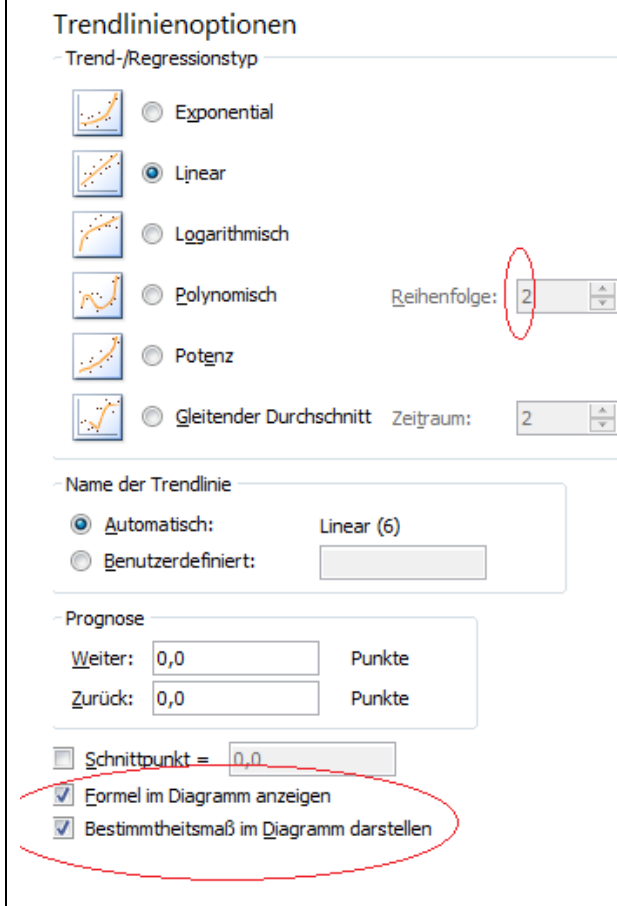 Trendlinienoptionen
Trend-/Regressionstyp
Exponential
Linear
Logarithmisch
Polynomisch Reihenfolge: 2
Potenz
Gleitender Durchschnitt Zeitraum: 2
Name der Trendlinie
Automatisch: Linear (6)
Benutzerdefiniert:
Prognose
Weiter: 0,0 Punkte
Zurück: 0,0 Punkte
Schnittpunkt = 0,0
Formel im Diagramm anzeigen
Bestimmtheitsmaß im Diagramm darstellen